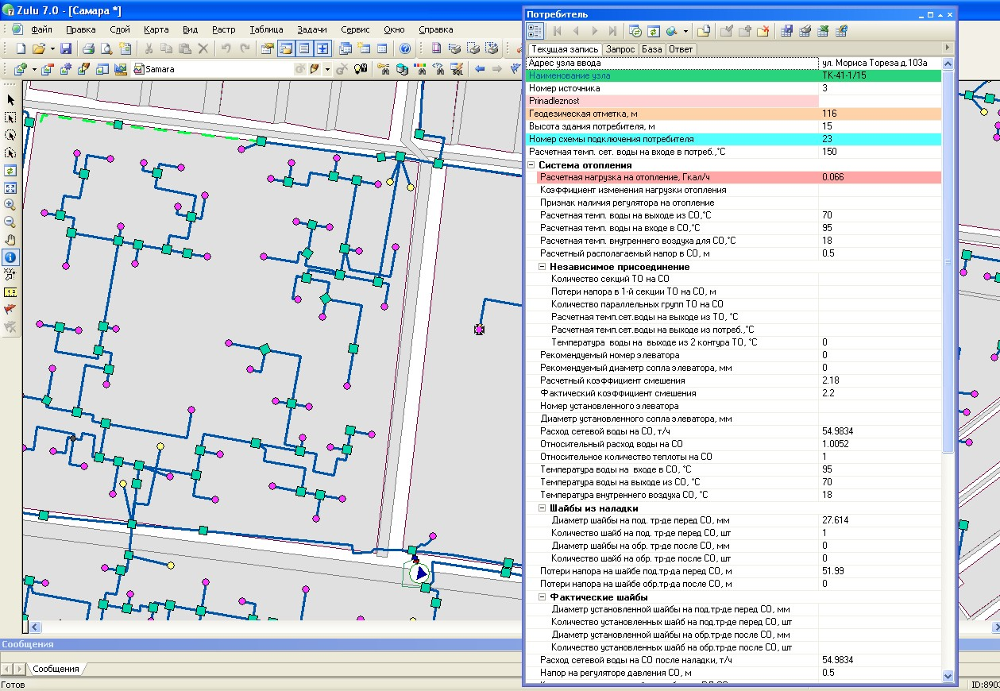 Zulu 7.0 - [Самара *]
Файл Правка Слой Карта Вид Растр Таблица Задачи Сервис Окно Справка
Samara
SQL
Потребитель
Текущая запись Запрос База Ответ
Адрес узла ввода ул. Мориса Тореза д.103а
Наименование узла ТК-41-1/15
Номер источника 3
Prinadleznost
Геодезическая отметка, м 116
Высота здания потребителя, м 15
Номер схемы подключения потребителя 23
Расчетная темп. сет. воды на входе в потреб.,°C 150
Система отопления
Расчетная нагрузка на отопление, Гкал/ч 0.066
Коэффициент изменения нагрузки отопления
Признак наличия регулятора на отопление
Расчетная темп. воды на выходе из СО,°C 70
Расчетная темп. воды на входе в СО,°C 95
Расчетная темп. внутреннего воздуха для СО,°C 18
Расчетный располагаемый напор в СО, м 0.5
Независимое присоединение
Количество секций ТО на СО
Потери напора в 1-й секции ТО на СО, м
Количество параллельных групп ТО на СО
Расчетная темп.сет.воды на выходе из ТО, °C
Расчетная темп.сет.воды на выходе из потреб.,°C
Температура воды на выходе из 2 контура ТО, °C 0
Рекомендуемый номер элеватора 0
Рекомендуемый диаметр сопла элеватора, мм 0
Расчетный коэффициент смешения 2.18
Фактический коэффициент смешения 2.2
Номер установленного элеватора
Диаметр установленного сопла элеватора, мм
Расход сетевой воды на СО, т/ч 54.9834
Относительный расход воды на СО 1.0052
Относительное количество теплоты на СО 1
Температура воды на входе в СО, °C 95
Температура воды на выходе из СО, °C 70
Температура внутреннего воздуха СО, °C 18
Шайбы из наладки
Диаметр шайбы на под. тр-де перед СО, мм 27.614
Количество шайб на под. тр-де перед СО, шт 1
Диаметр шайбы на обр. тр-де после СО, мм 0
Количество шайб на обр. тр-де после СО, шт 0
Потери напора на шайбе под.тр-да перед СО, м 51.99
Потери напора на шайбе обр.тр-да после СО, м 0
Фактические шайбы
Диаметр установленной шайбы на под.тр-де перед СО, мм
Количество установленных шайб на под.тр-де перед СО, шт
Диаметр установленной шайбы на обр.тр-де после СО, мм
Количество установленных шайб на обр.тр-де после СО, шт
Расход сетевой воды на СО после наладки, т/ч 54.9834
Напор на регуляторе давления СО, м 0.5
Сообщения
Сообщения
Готов